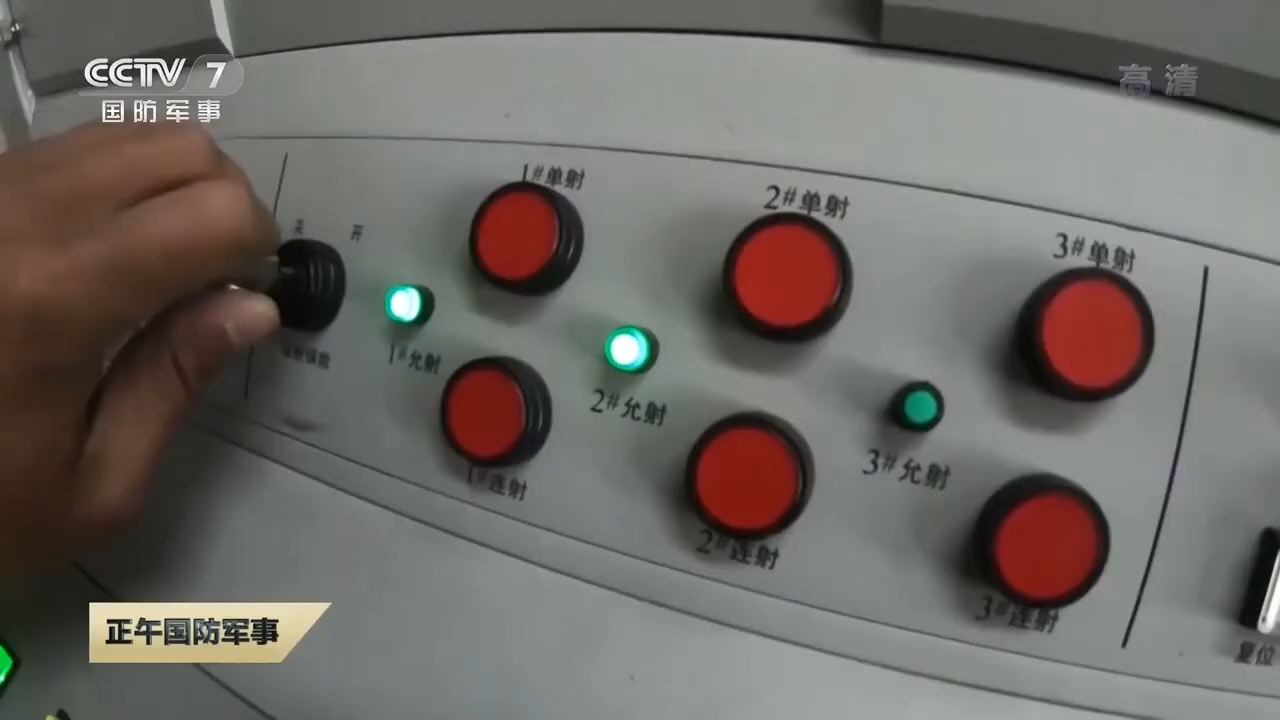 CCTV 7
国防军事
高清
关 开
1#单射
2#单射
3#单射
1#允射
2#允射
3#允射
1#连射
2#连射
3#连射
复位
正午国防军事